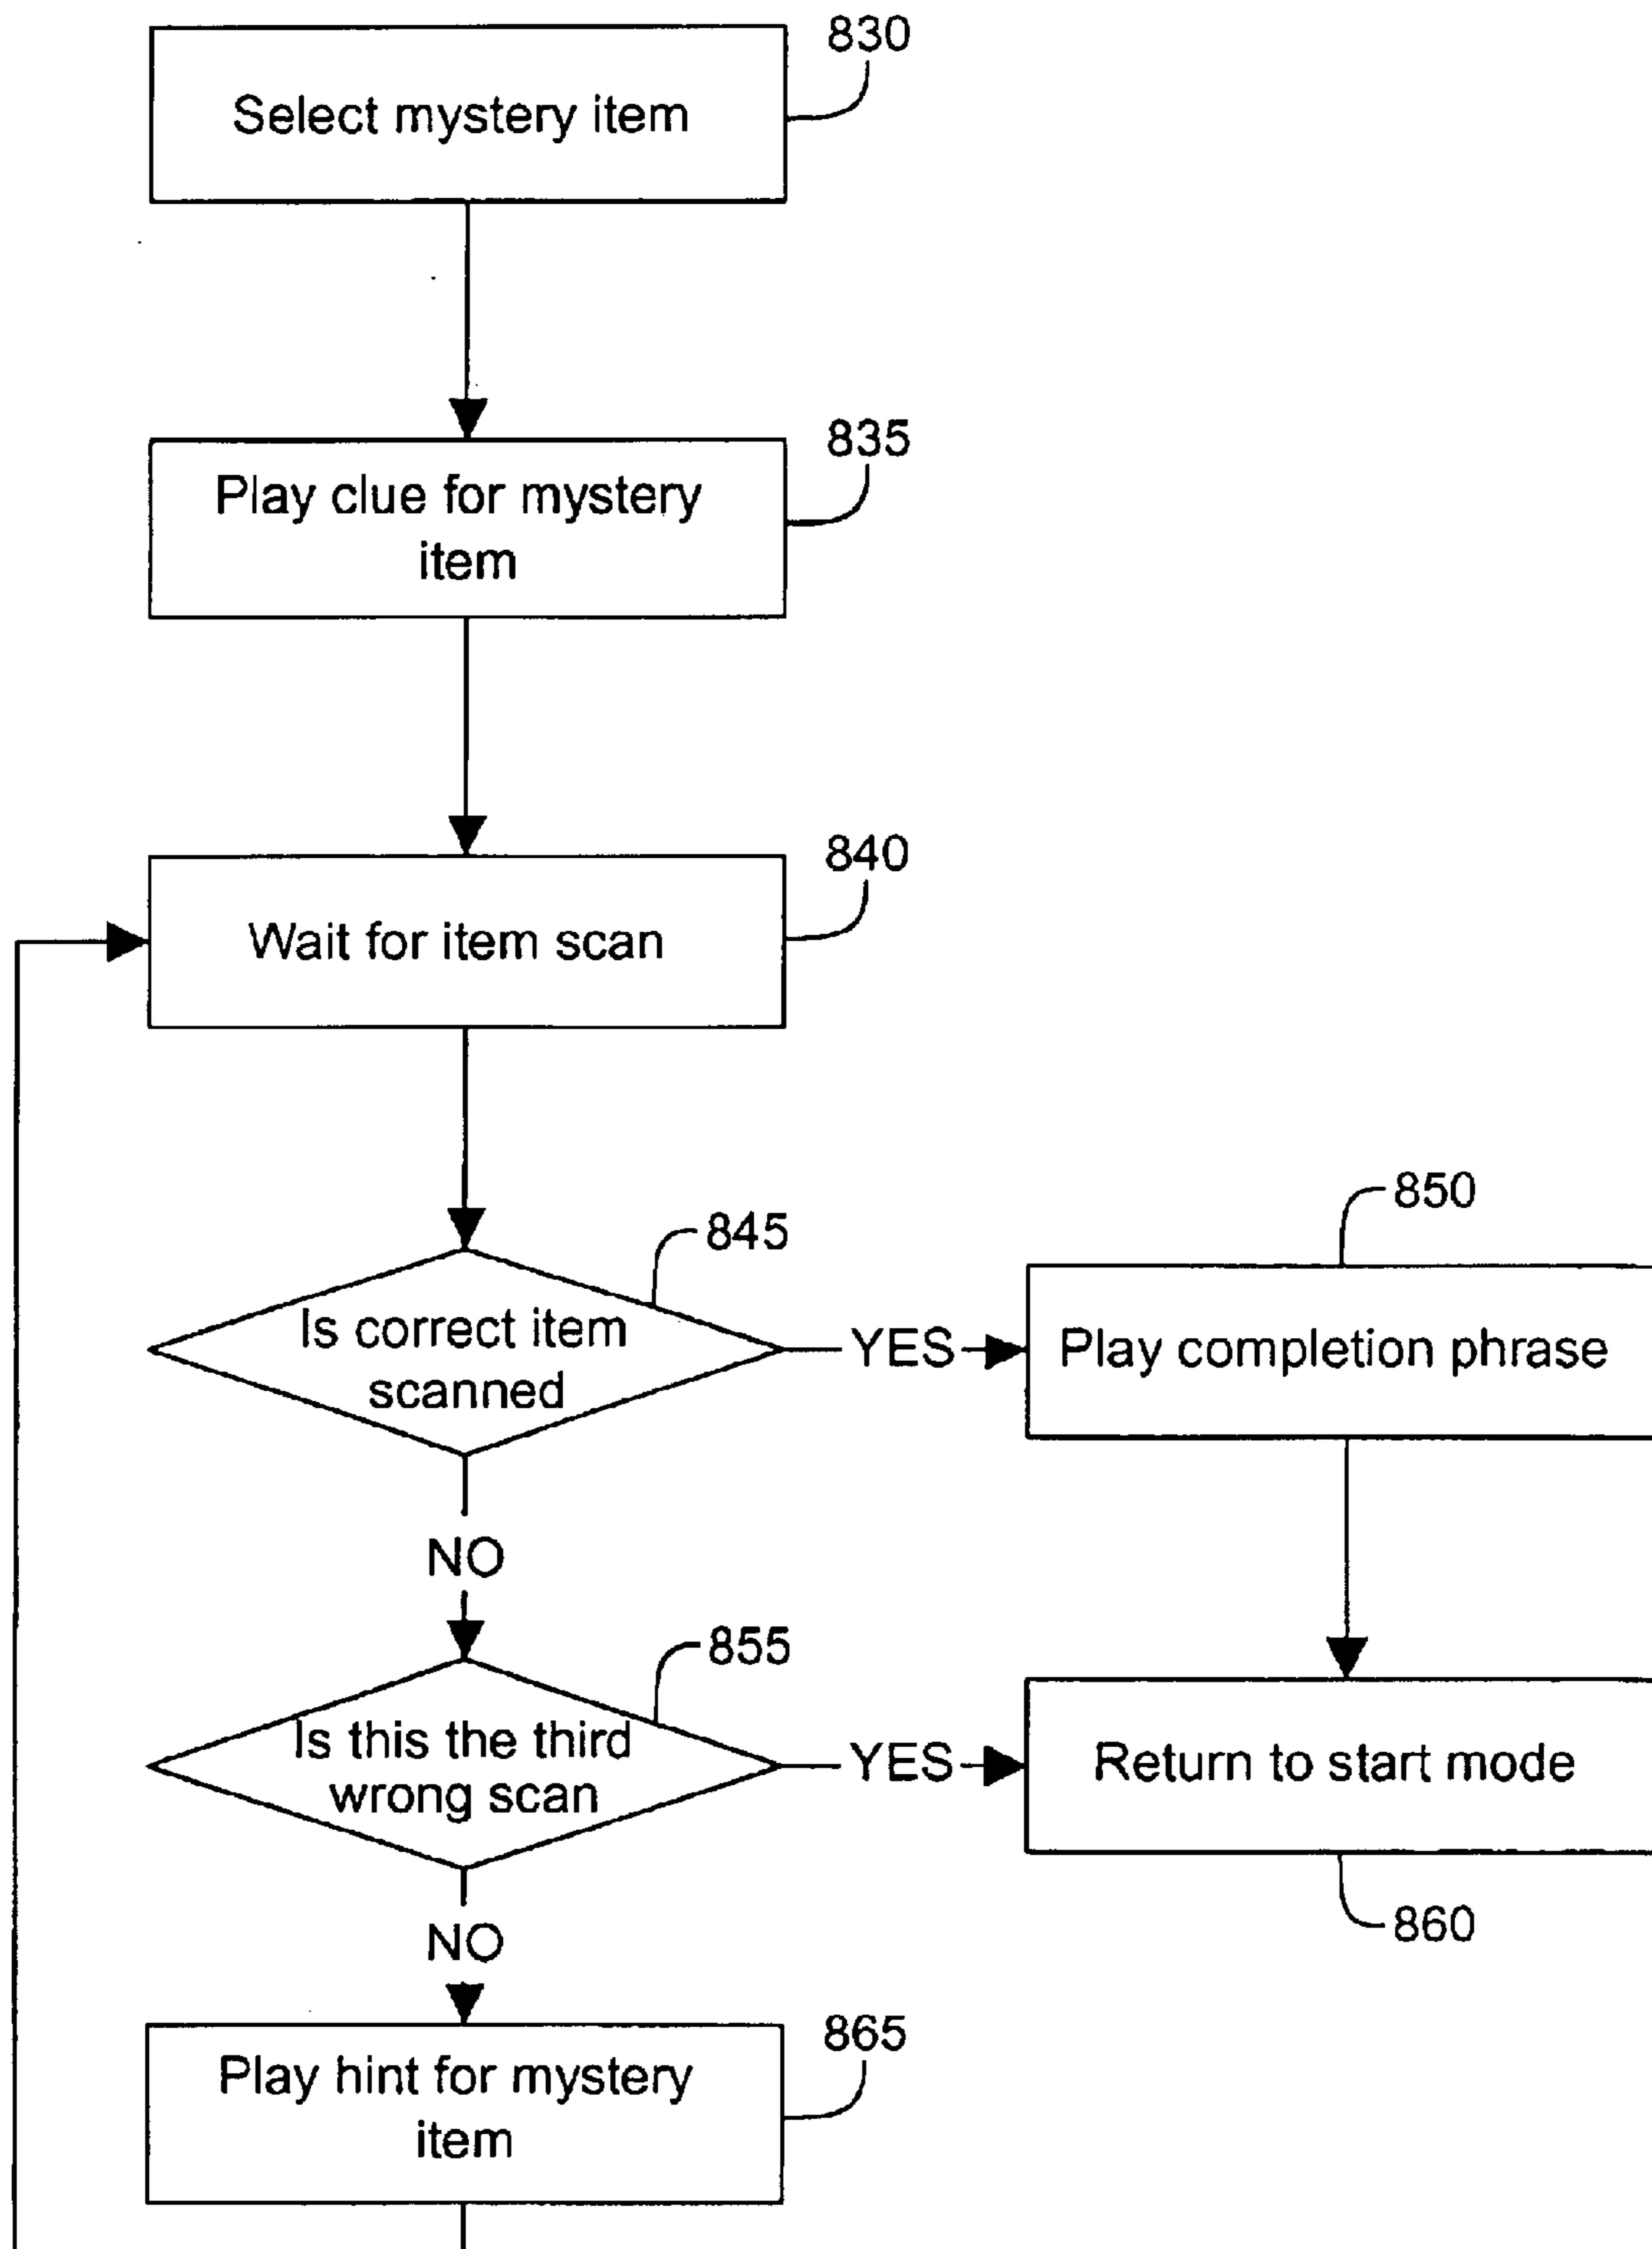 830
Select mystery item
835
Play clue for mystery
item
840
Wait for item scan
845
Is correct item
scanned
YES
850
Play completion phrase
NO
855
Is this the third
wrong scan
YES
Return to start mode
860
NO
865
Play hint for mystery
item